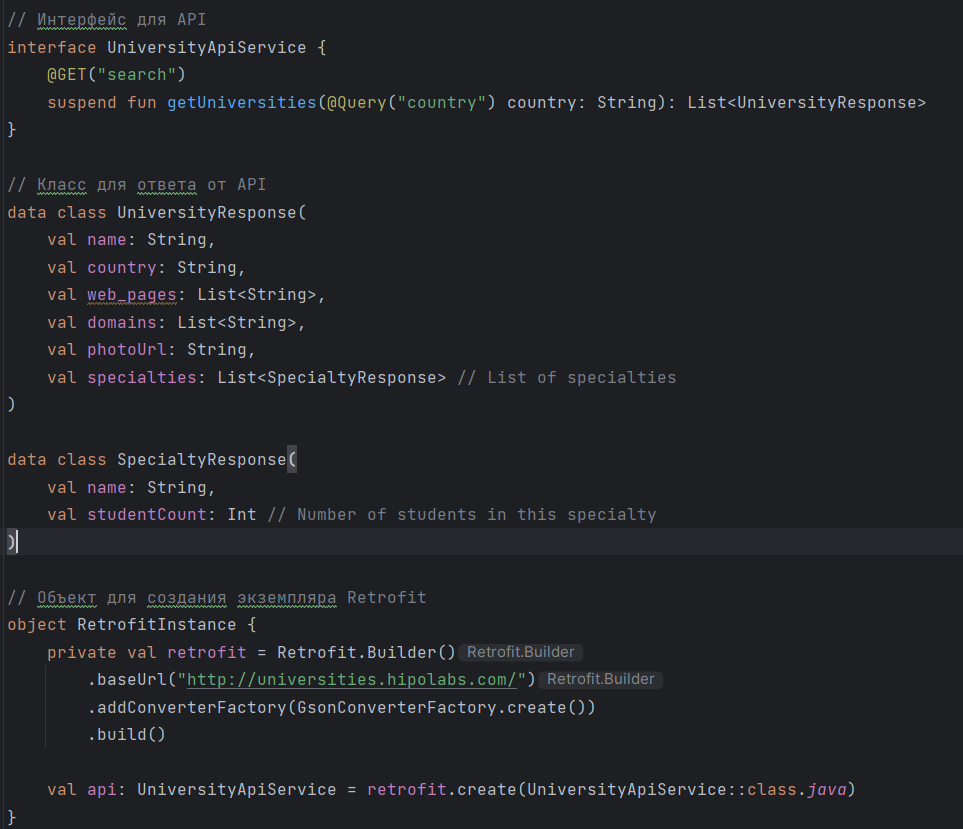 // Интерфейс для API
interface UniversityApiService {
    @GET("search")
    suspend fun getUniversities(@Query("country") country: String): List<UniversityResponse>
}

// Класс для ответа от API
data class UniversityResponse(
    val name: String,
    val country: String,
    val web_pages: List<String>,
    val domains: List<String>,
    val photoUrl: String,
    val specialties: List<SpecialtyResponse> // List of specialties
)

data class SpecialtyResponse(
    val name: String,
    val studentCount: Int // Number of students in this specialty
)

// Объект для создания экземпляра Retrofit
object RetrofitInstance {
    private val retrofit = Retrofit.Builder() Retrofit.Builder
        .baseUrl("http://universities.hipolabs.com/") Retrofit.Builder
        .addConverterFactory(GsonConverterFactory.create())
        .build()

    val api: UniversityApiService = retrofit.create(UniversityApiService::class.java)
}